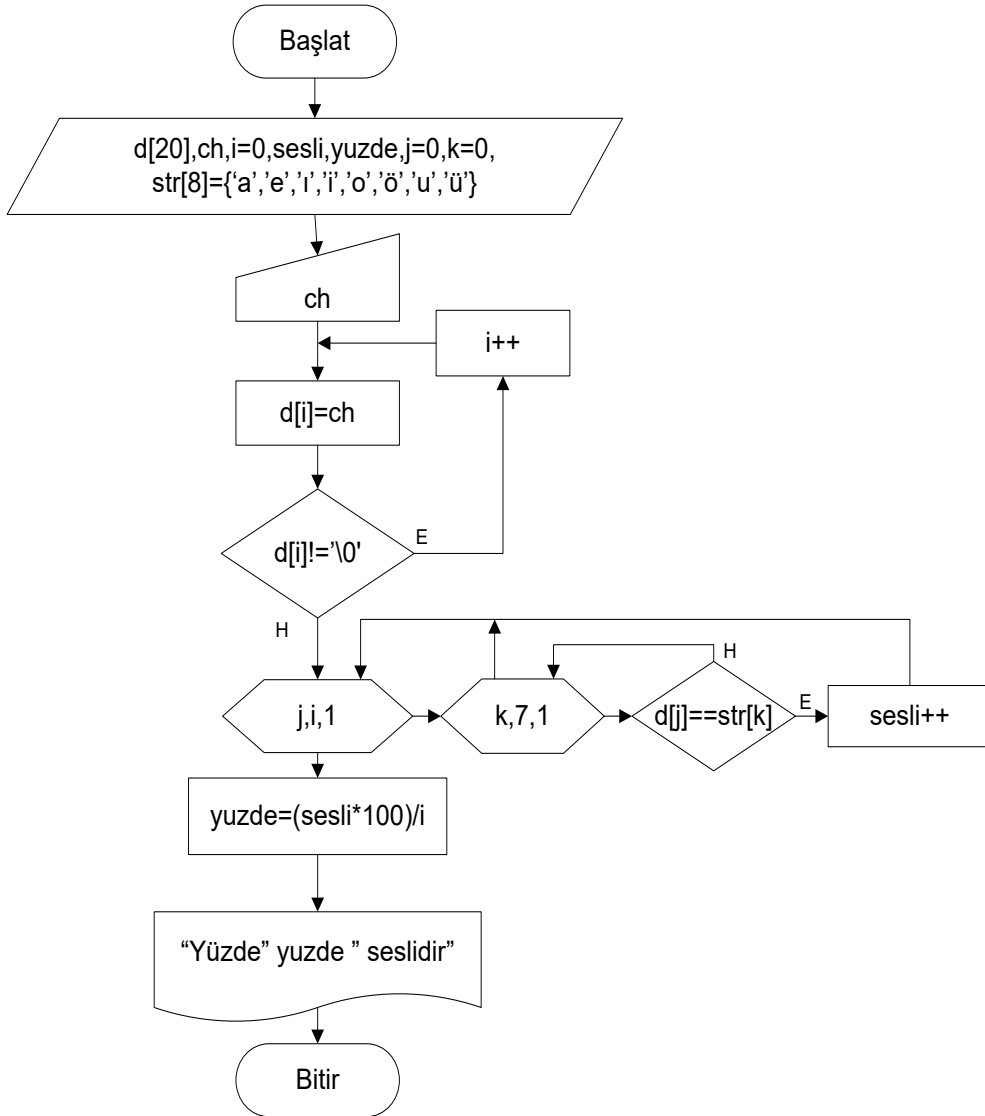 Başlat
d[20],ch,i=0,sesli,yuzde,j=0,k=0,
str[8]={‘a’,’e’,’ı’,’i’,’o’,’ö’,’u’,’ü’}
ch
i++
d[i]=ch
d[i]!=’\0'
E
H
j,i,1
k,7,1
H
d[j]==str[k]
E
sesli++
yuzde=(sesli*100)/i
“Yüzde” yuzde ” seslidir”
Bitir